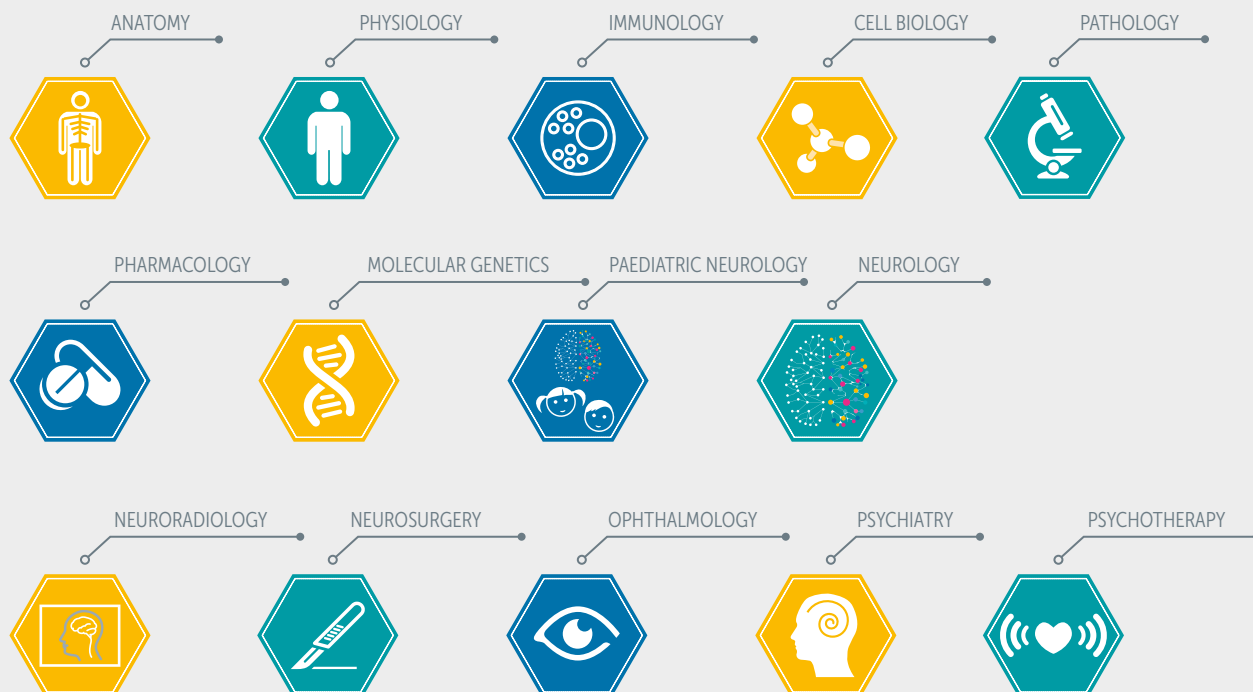 ANATOMY
PHYSIOLOGY
IMMUNOLOGY
CELL BIOLOGY
PATHOLOGY
PHARMACOLOGY
MOLECULAR GENETICS
PAEDIATRIC NEUROLOGY
NEUROLOGY
NEURORADIOLOGY
NEUROSURGERY
OPHTHALMOLOGY
PSYCHIATRY
PSYCHOTHERAPY